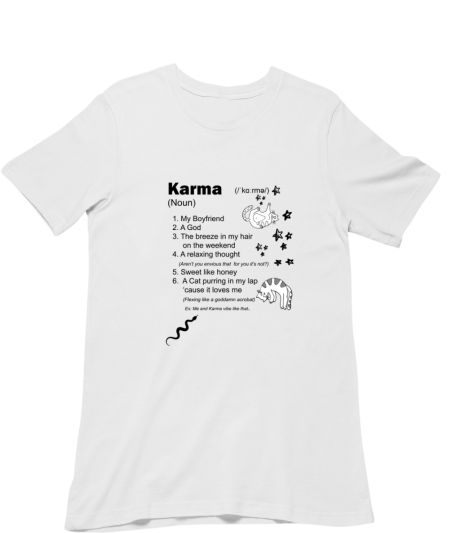 Karma (/ˈkɑːrmə/)
(Noun)
1. My Boyfriend
2. A God
3. The breeze in my hair
on the weekend
4. A relaxing thought
(Aren't you envious that for you it's not?)
5. Sweet like honey
6. A Cat purring in my lap
'cause it loves me
(Flexing like a goddamn acrobat)
Ex: Me and Karma vibe like that.